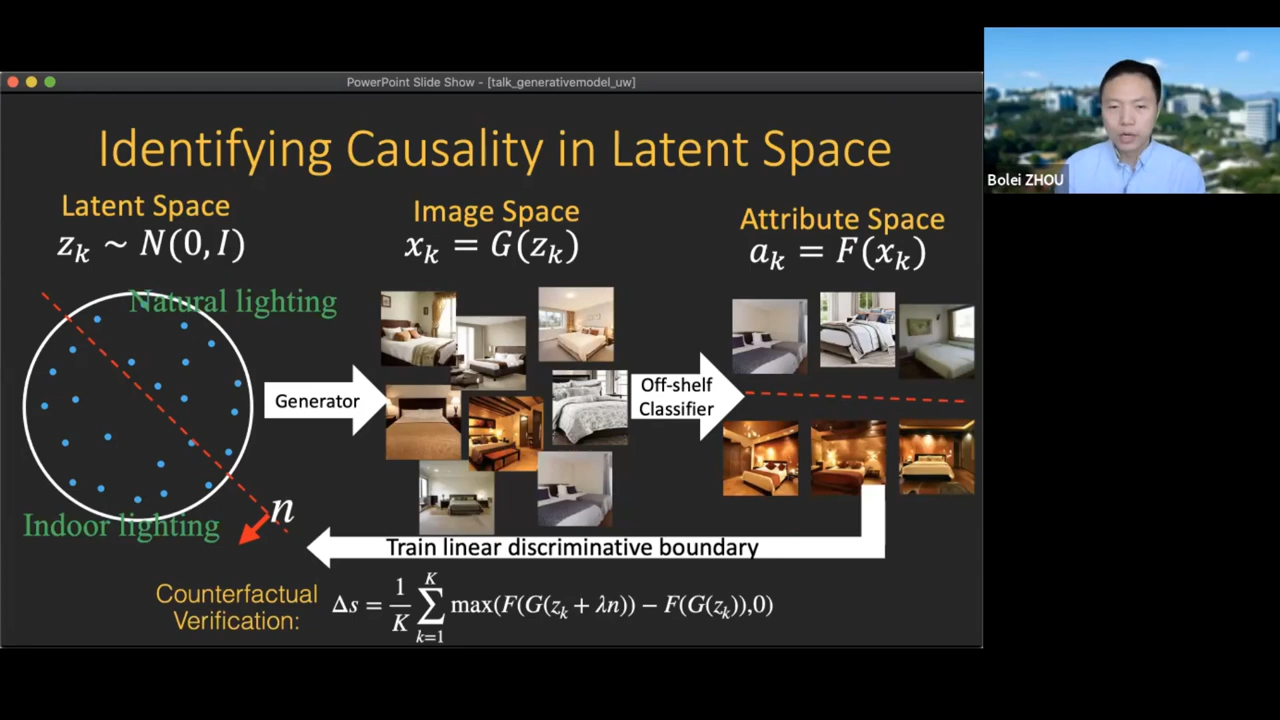 PowerPoint Slide Show - [talk_generativemodel_uw]
Identifying Causality in Latent Space
Latent Space
z_k ~ N(0, I)
Image Space
x_k = G(z_k)
Attribute Space
a_k = F(x_k)
Natural lighting
Generator
Off-shelf
Classifier
n
Indoor lighting
Train linear discriminative boundary
Counterfactual
Verification:
Δs = 1/K ∑_{k=1}^{K} max(F(G(z_k + λn)) − F(G(z_k)),0)
Bolei ZHOU